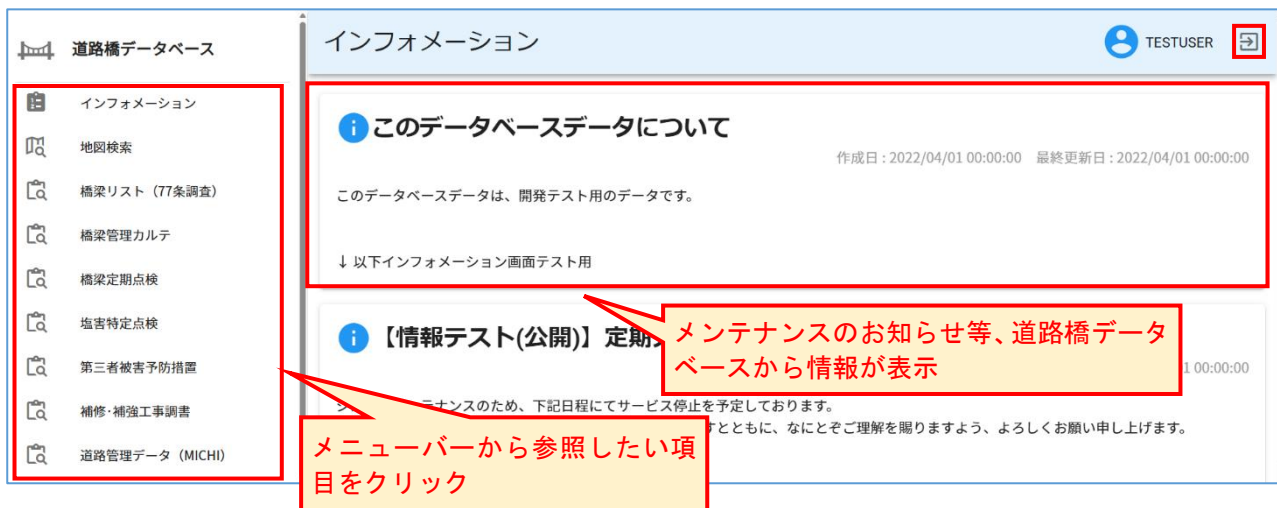 道路橋データベース
インフォメーション
地図検索
橋梁リスト（77条調査）
橋梁管理カルテ
橋梁定期点検
塩害特定点検
第三者被害予防措置
補修･補強工事調書
道路管理データ（MICHI）
インフォメーション
TESTUSER
このデータベースデータについて
作成日 : 2022/04/01 00:00:00 最終更新日 : 2022/04/01 00:00:00
このデータベースデータは、開発テスト用のデータです。
↓ 以下インフォメーション画面テスト用
【情報テスト(公開)】定期
1 00:00:00
テナンスのため、下記日程にてサービス停止を予定しております。
すとともに、なにとぞご理解を賜りますよう、よろしくお願い申し上げます。
メンテナンスのお知らせ等、道路橋データ
ベースから情報が表示
メニューバーから参照したい項
目をクリック